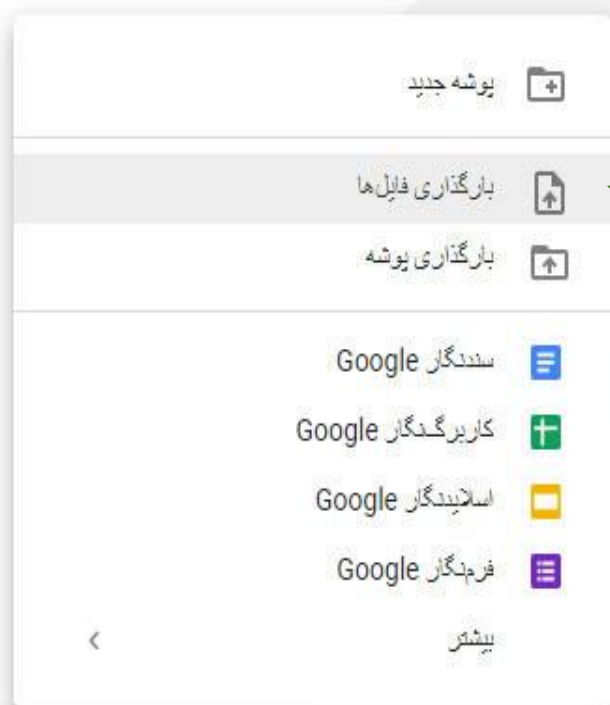 پوشه جدید
بارگذاری فایل‌ها
بارگذاری پوشه
سندنگار Google
کاربرگ‌نگار Google
اسلایدنگار Google
فرم‌نگار Google
بیشتر